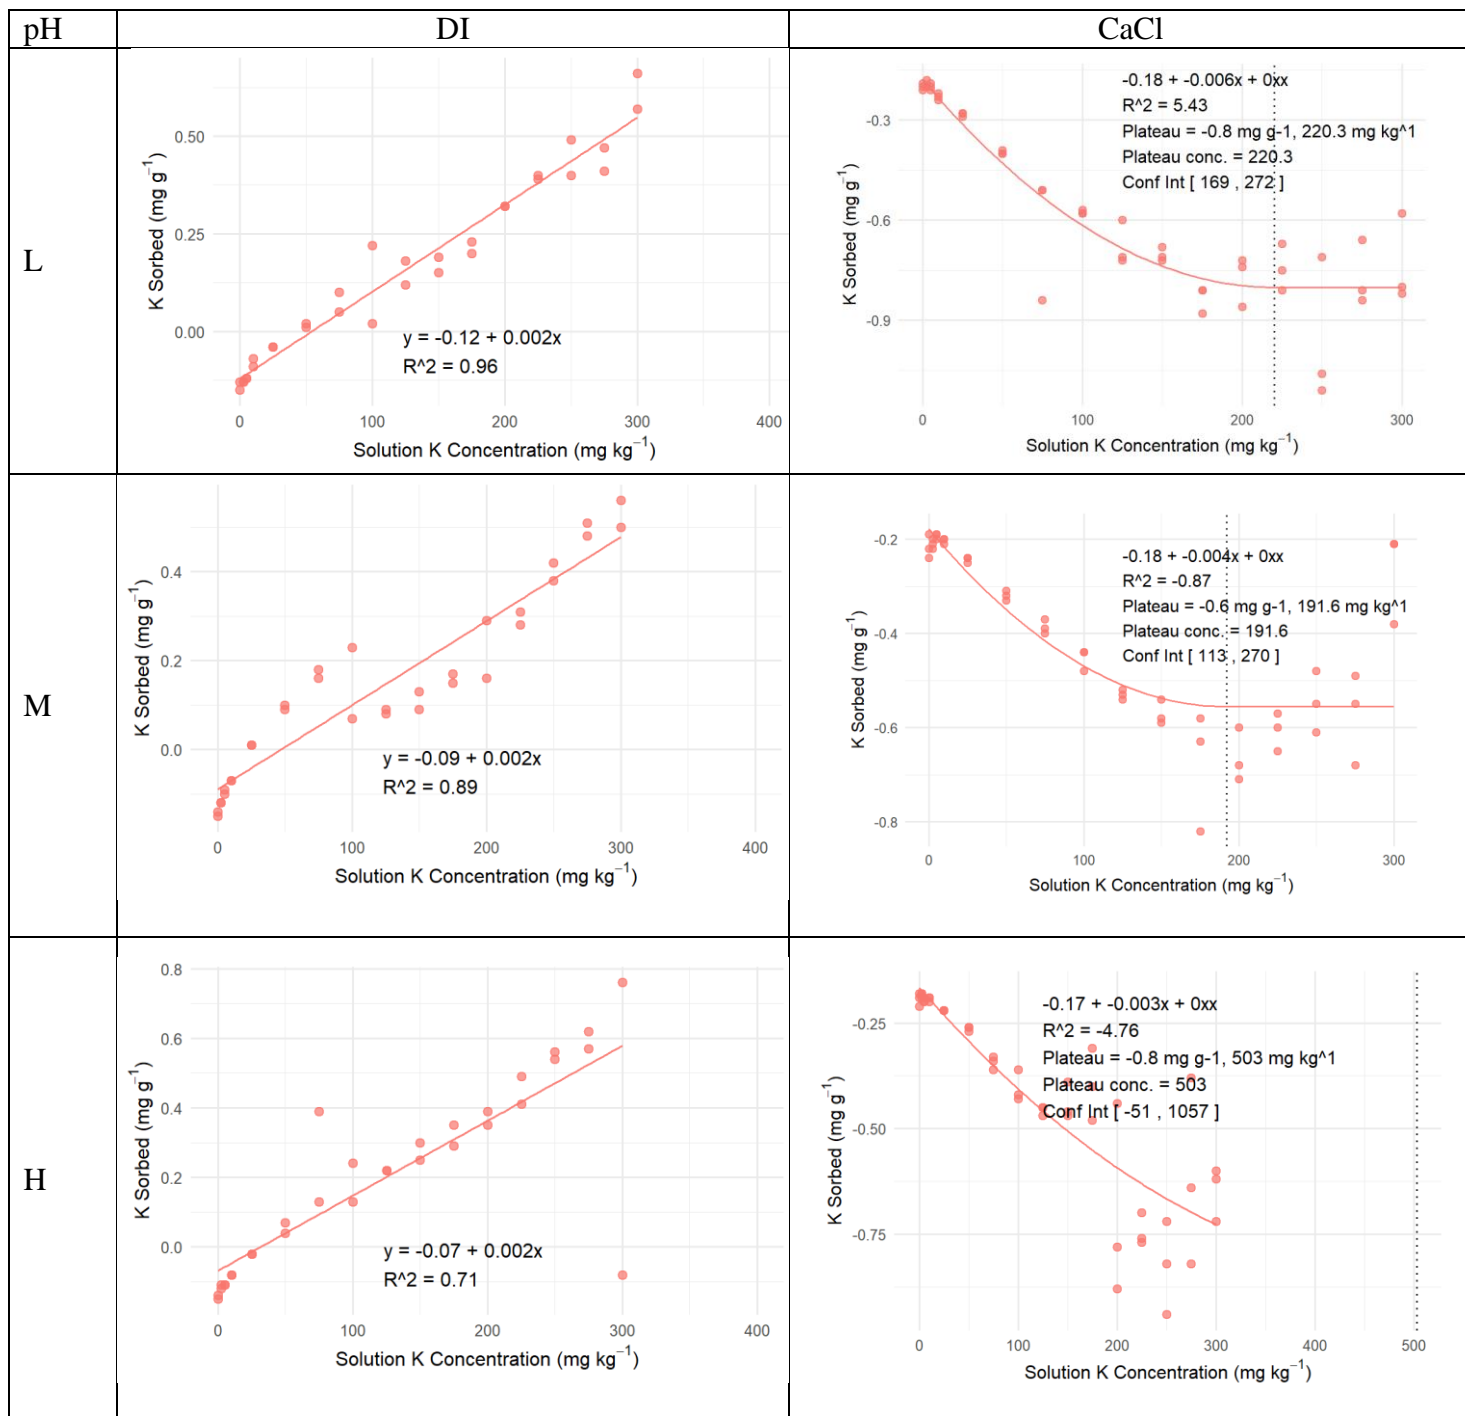 pH DI CaCl
L
K Sorbed (mg g⁻¹)
0.50
0.25
0.00
y = -0.12 + 0.002x
R^2 = 0.96
0 100 200 300 400
Solution K Concentration (mg kg⁻¹)
K Sorbed (mg g⁻¹)
-0.3
-0.6
-0.9
-0.18 + -0.006x + 0xx
R^2 = 5.43
Plateau = -0.8 mg g-1, 220.3 mg kg^1
Plateau conc. = 220.3
Conf Int [ 169 , 272 ]
0 100 200 300
Solution K Concentration (mg kg⁻¹)
M
K Sorbed (mg g⁻¹)
0.4
0.2
0.0
y = -0.09 + 0.002x
R^2 = 0.89
0 100 200 300 400
Solution K Concentration (mg kg⁻¹)
K Sorbed (mg g⁻¹)
-0.2
-0.4
-0.6
-0.8
-0.18 + -0.004x + 0xx
R^2 = -0.87
Plateau = -0.6 mg g-1, 191.6 mg kg^1
Plateau conc. = 191.6
Conf Int [ 113 , 270 ]
0 100 200 300
Solution K Concentration (mg kg⁻¹)
H
K Sorbed (mg g⁻¹)
0.8
0.6
0.4
0.2
0.0
y = -0.07 + 0.002x
R^2 = 0.71
0 100 200 300 400
Solution K Concentration (mg kg⁻¹)
K Sorbed (mg g⁻¹)
-0.25
-0.50
-0.75
-0.17 + -0.003x + 0xx
R^2 = -4.76
Plateau = -0.8 mg g-1, 503 mg kg^1
Plateau conc. = 503
Conf Int [ -51 , 1057 ]
0 100 200 300 400 500
Solution K Concentration (mg kg⁻¹)